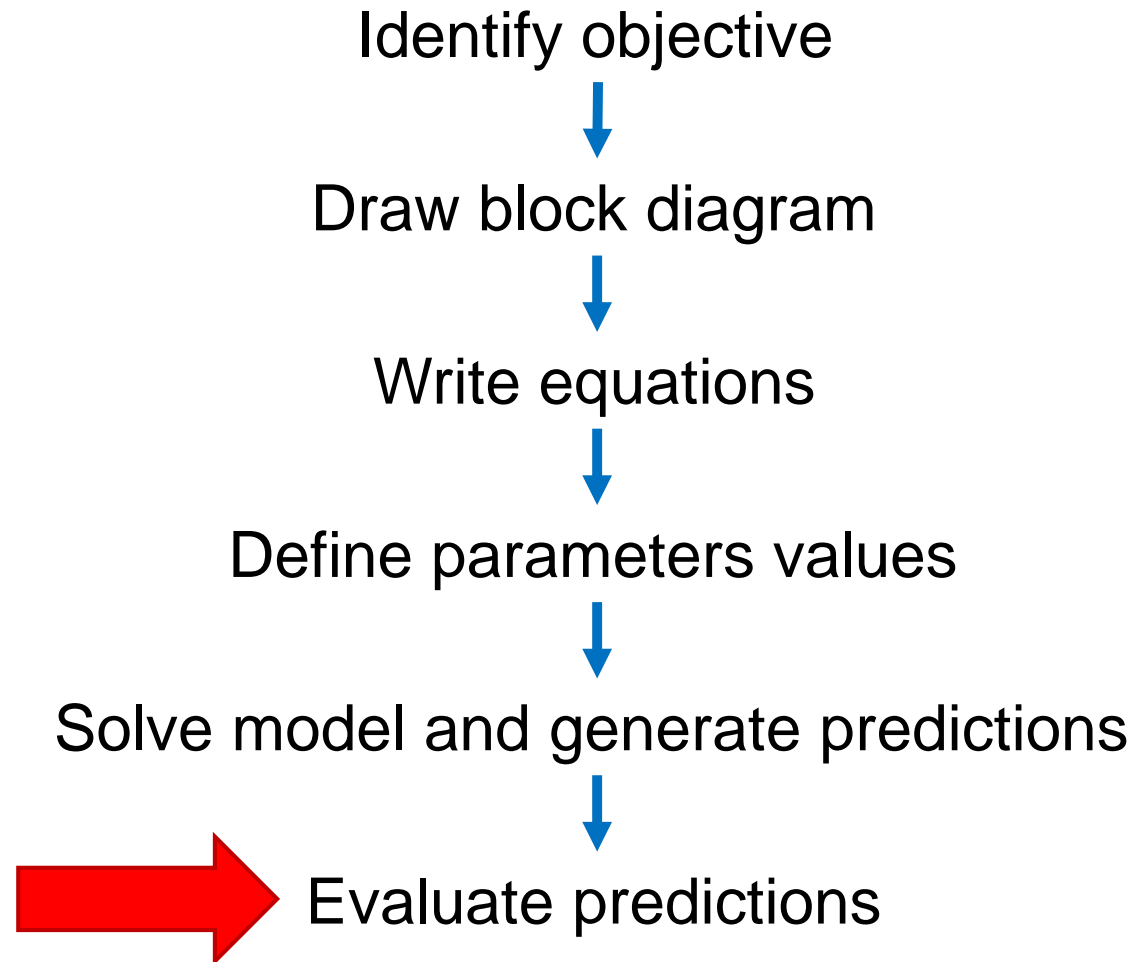 Identify objective
Draw block diagram
Write equations
Define parameters values
Solve model and generate predictions
Evaluate predictions